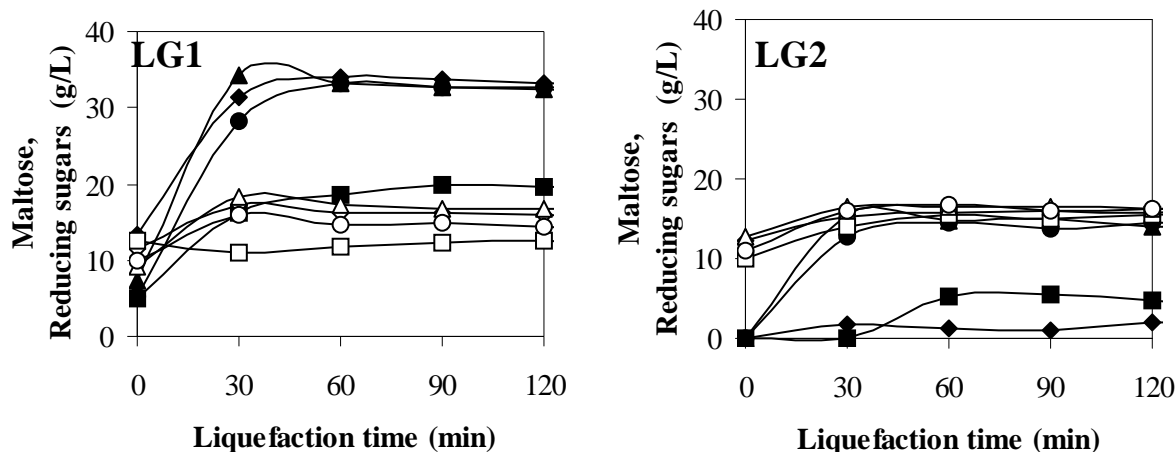 LG1
Maltose,
Reducing sugars (g/L)
40
30
20
10
0
0 30 60 90 120
Liquefaction time (min)
LG2
Maltose,
Reducing sugars (g/L)
40
30
20
10
0
0 30 60 90 120
Liquefaction time (min)